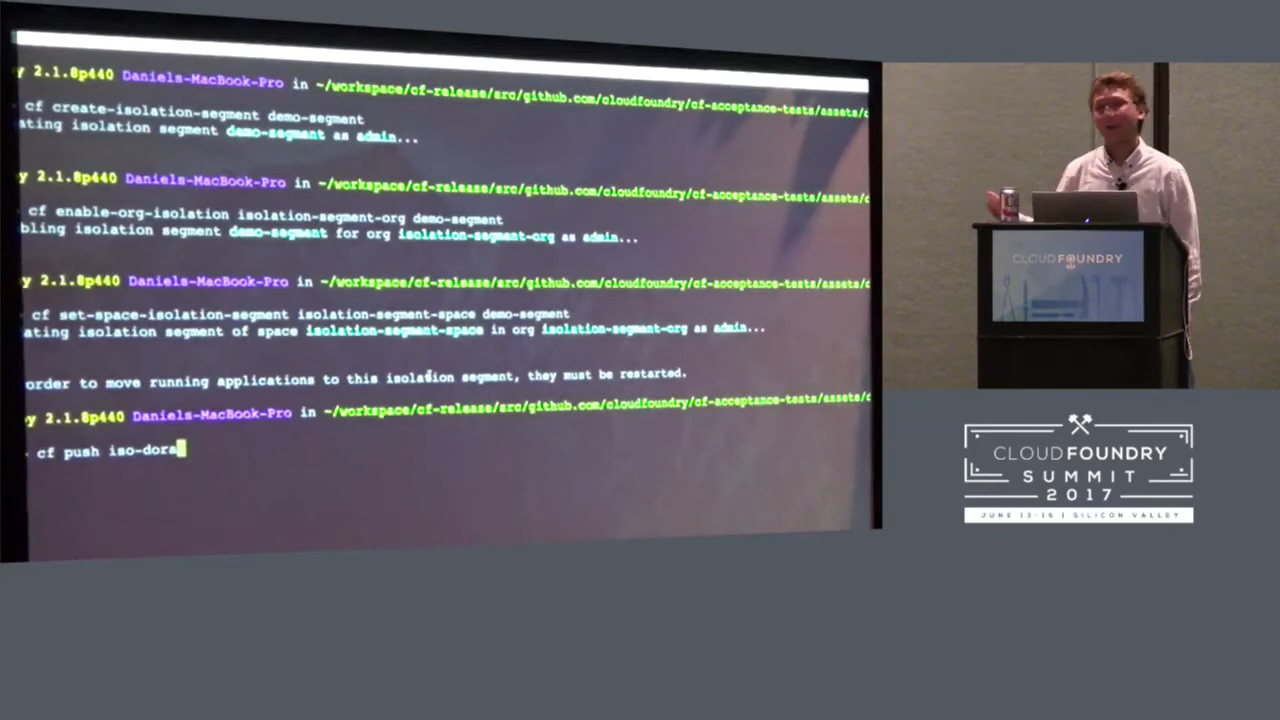 y 2.1.8p440 Daniels-MacBook-Pro in ~/workspace/cf-release/src/github.com/cloudfoundry/cf-acceptance-tests/assets/d
cf create-isolation-segment demo-segment
ating isolation segment demo-segment as admin...
y 2.1.8p440 Daniels-MacBook-Pro in ~/workspace/cf-release/src/github.com/cloudfoundry/cf-acceptance-tests/assets/d
cf enable-org-isolation isolation-segment-org demo-segment
bling isolation segment demo-segment for org isolation-segment-org as admin...
y 2.1.8p440 Daniels-MacBook-Pro in ~/workspace/cf-release/src/github.com/cloudfoundry/cf-acceptance-tests/assets/d
cf set-space-isolation-segment isolation-segment-space demo-segment
ating isolation segment of space isolation-segment-space in org isolation-segment-org as admin...
order to move running applications to this isolation segment, they must be restarted.
by 2.1.8p440 Daniels-MacBook-Pro in ~/workspace/cf-release/src/github.com/cloudfoundry/cf-acceptance-tests/assets/d
cf push iso-dora
CLOUD FOUNDRY
CLOUD FOUNDRY
SUMMIT
2017
JUNE 13-15 | SILICON VALLEY